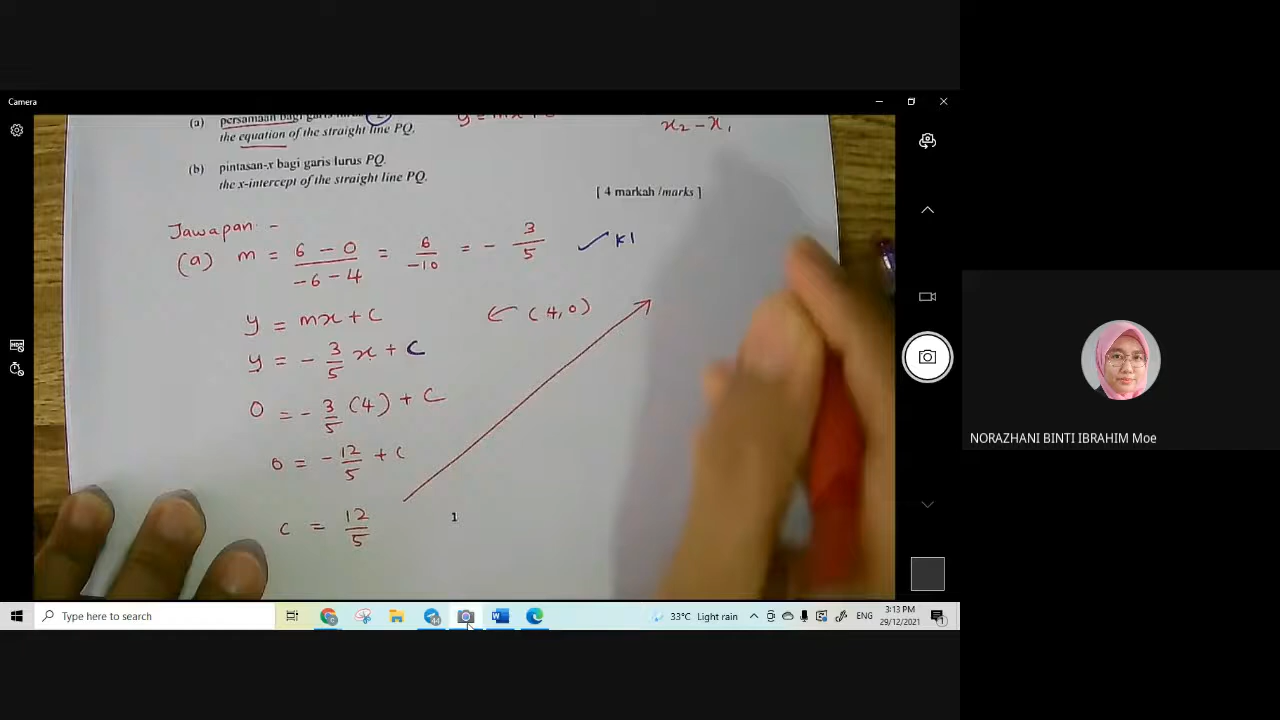 Camera
(a) persamaan bagi garis lurus
y = mx + c
x₂ - x₁
the equation of the straight line PQ.
(b) pintasan-x bagi garis lurus PQ.
the x-intercept of the straight line PQ.
[ 4 markah /marks ]
Jawapan :-
(a) m = 6 - 0 / -6 - 4 = 6 / -10 = - 3/5 ✓ K1
y = mx + c
← (4,0)
y = - 3/5 x + c
0 = - 3/5 (4) + c
0 = - 12/5 + c
c = 12/5
1
NORAZHANI BINTI IBRAHIM Moe
Type here to search
33°C Light rain
ENG
3:13 PM
29/12/2021